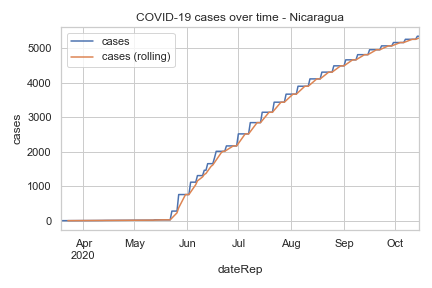 COVID-19 cases over time - Nicaragua
cases
cases (rolling)
5000
4000
3000
2000
1000
0
cases
Apr
2020
May
Jun
Jul
Aug
Sep
Oct
dateRep